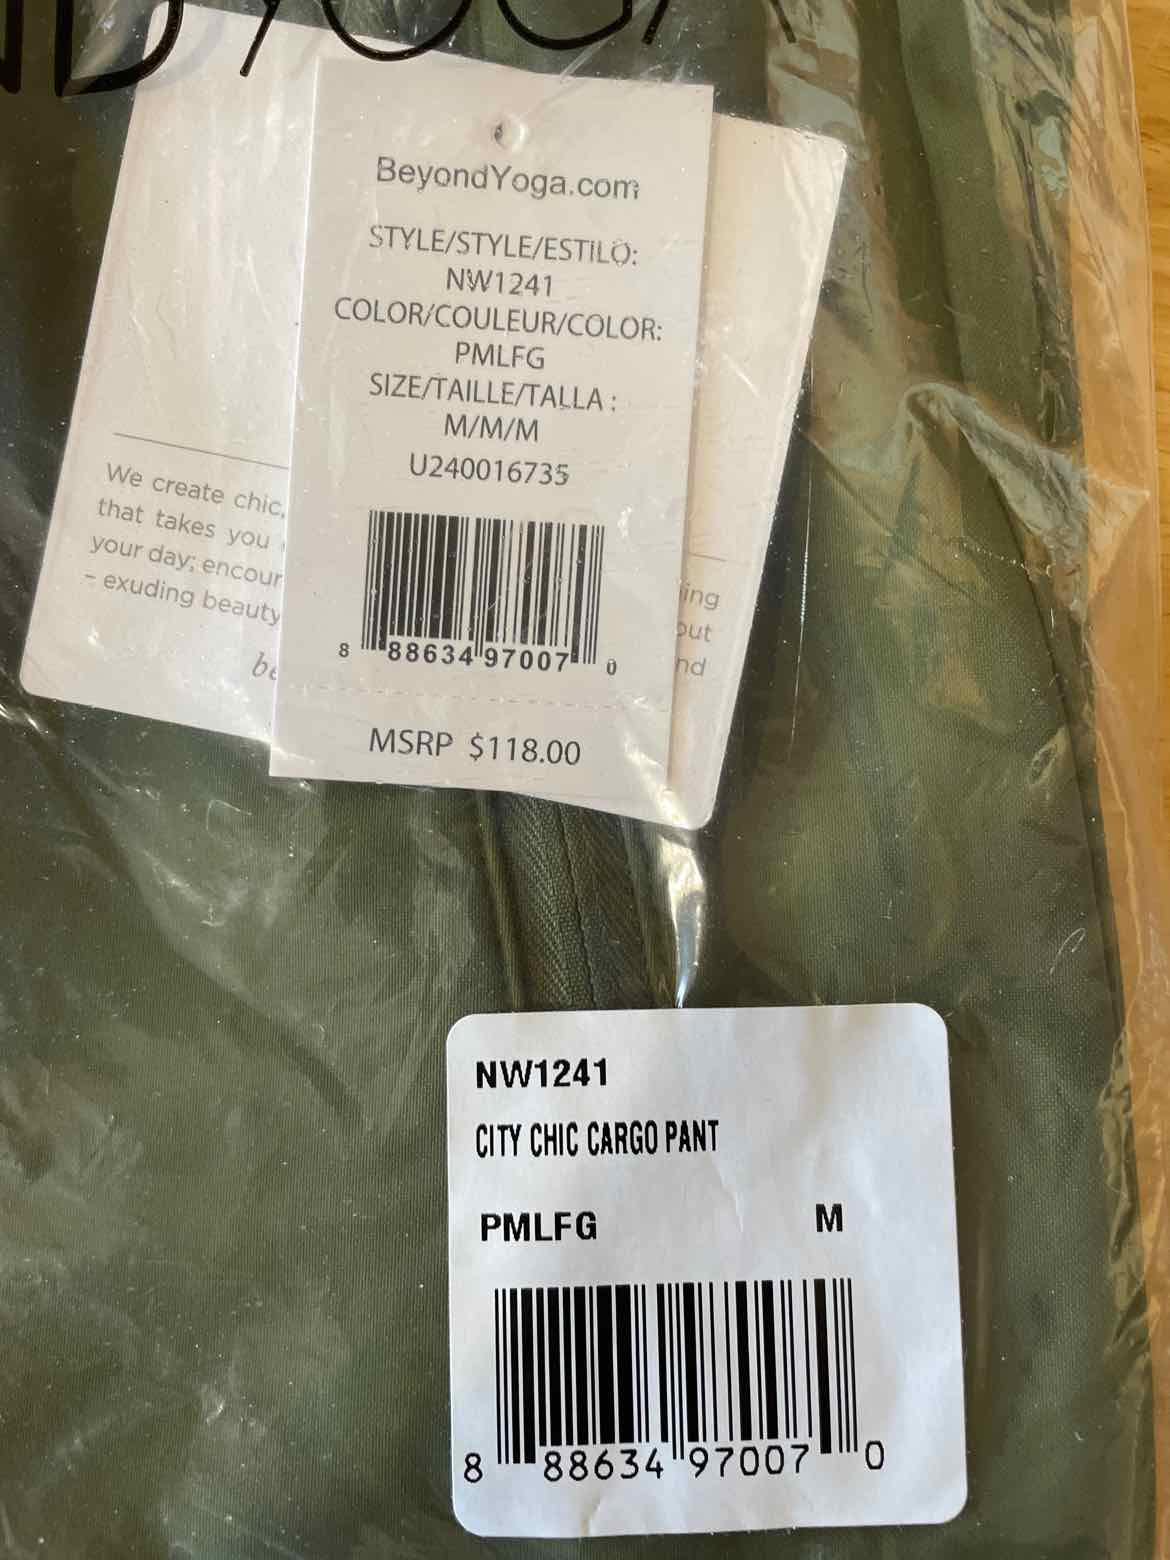 BeyondYoga.com
STYLE/STYLE/ESTILO:
NW1241
COLOR/COULEUR/COLOR:
PMLFG
SIZE/TAILLE/TALLA :
M/M/M
U240016735
8 88634 97007 0
MSRP $118.00
We create chic,
that takes you
your day; encour
– exuding beauty
be
ing
out
nd
NW1241
CITY CHIC CARGO PANT
PMLFG M
8 88634 97007 0